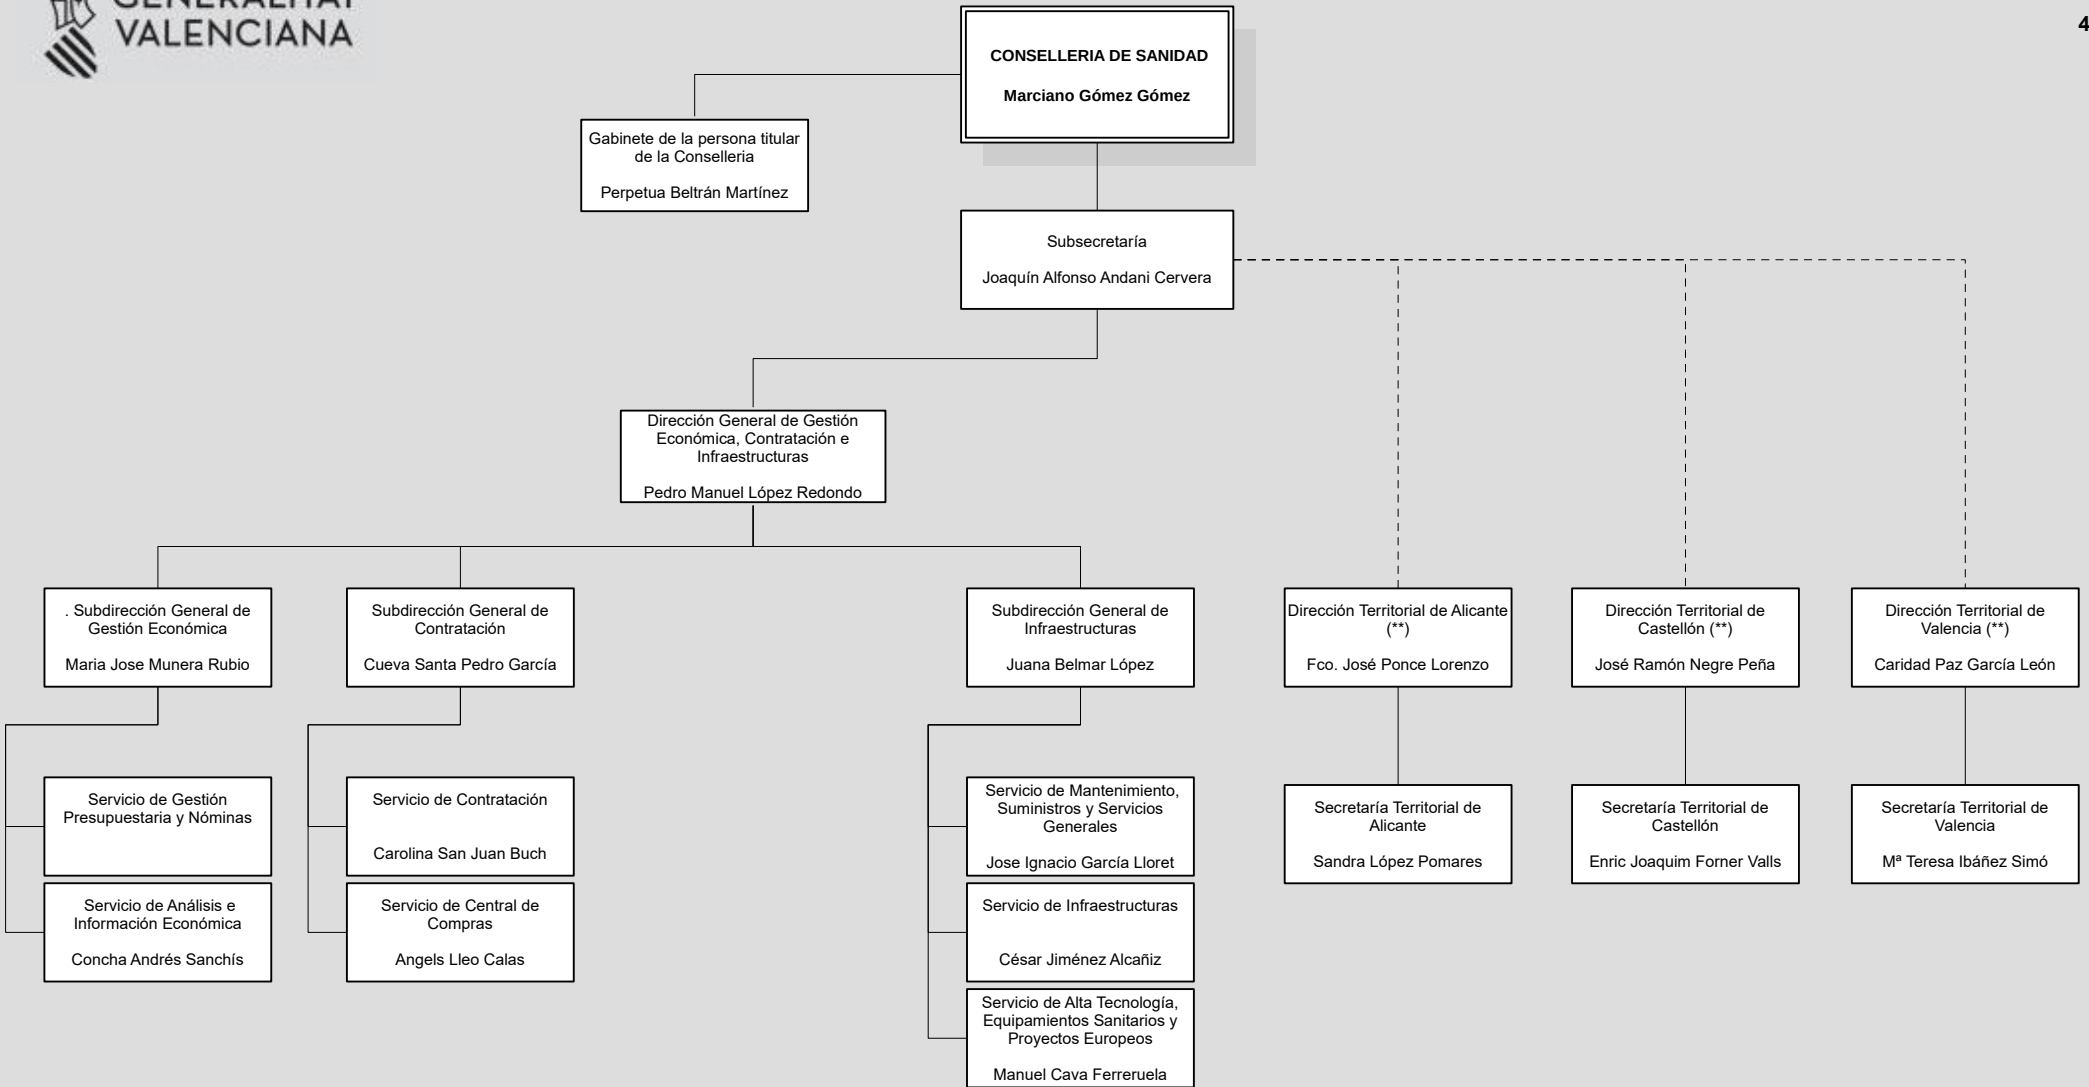 GENERALITAT
VALENCIANA
4
CONSELLERIA DE SANIDAD
Marciano Gómez Gómez
Gabinete de la persona titular
de la Conselleria
Perpetua Beltrán Martínez
Subsecretaría
Joaquín Alfonso Andani Cervera
Dirección General de Gestión
Económica, Contratación e
Infraestructuras
Pedro Manuel López Redondo
. Subdirección General de
Gestión Económica
Maria Jose Munera Rubio
Subdirección General de
Contratación
Cueva Santa Pedro García
Subdirección General de
Infraestructuras
Juana Belmar López
Dirección Territorial de Alicante
(**)
Fco. José Ponce Lorenzo
Dirección Territorial de
Castellón (**)
José Ramón Negre Peña
Dirección Territorial de
Valencia (**)
Caridad Paz García León
Servicio de Gestión
Presupuestaria y Nóminas
Servicio de Contratación
Carolina San Juan Buch
Servicio de Mantenimiento,
Suministros y Servicios
Generales
Jose Ignacio García Lloret
Secretaría Territorial de
Alicante
Sandra López Pomares
Secretaría Territorial de
Castellón
Enric Joaquim Forner Valls
Secretaría Territorial de
Valencia
Mª Teresa Ibáñez Simó
Servicio de Análisis e
Información Económica
Concha Andrés Sanchís
Servicio de Central de
Compras
Angels Lleo Calas
Servicio de Infraestructuras
César Jiménez Alcañiz
Servicio de Alta Tecnología,
Equipamientos Sanitarios y
Proyectos Europeos
Manuel Cava Ferreruela